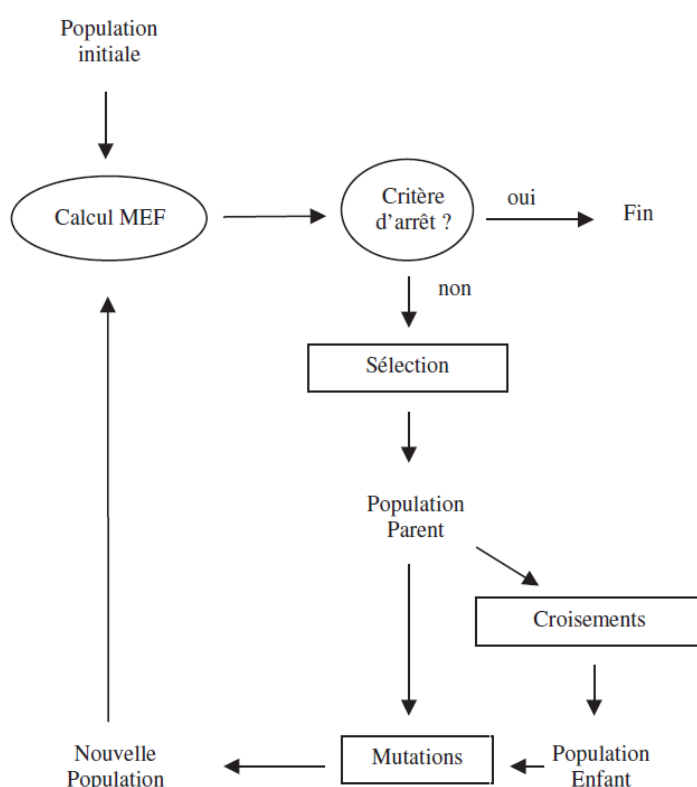 Population
initiale
Calcul MEF
Critère
d'arrêt ?
oui
Fin
non
Sélection
Population
Parent
Croisements
Nouvelle
Population
Mutations
Population
Enfant